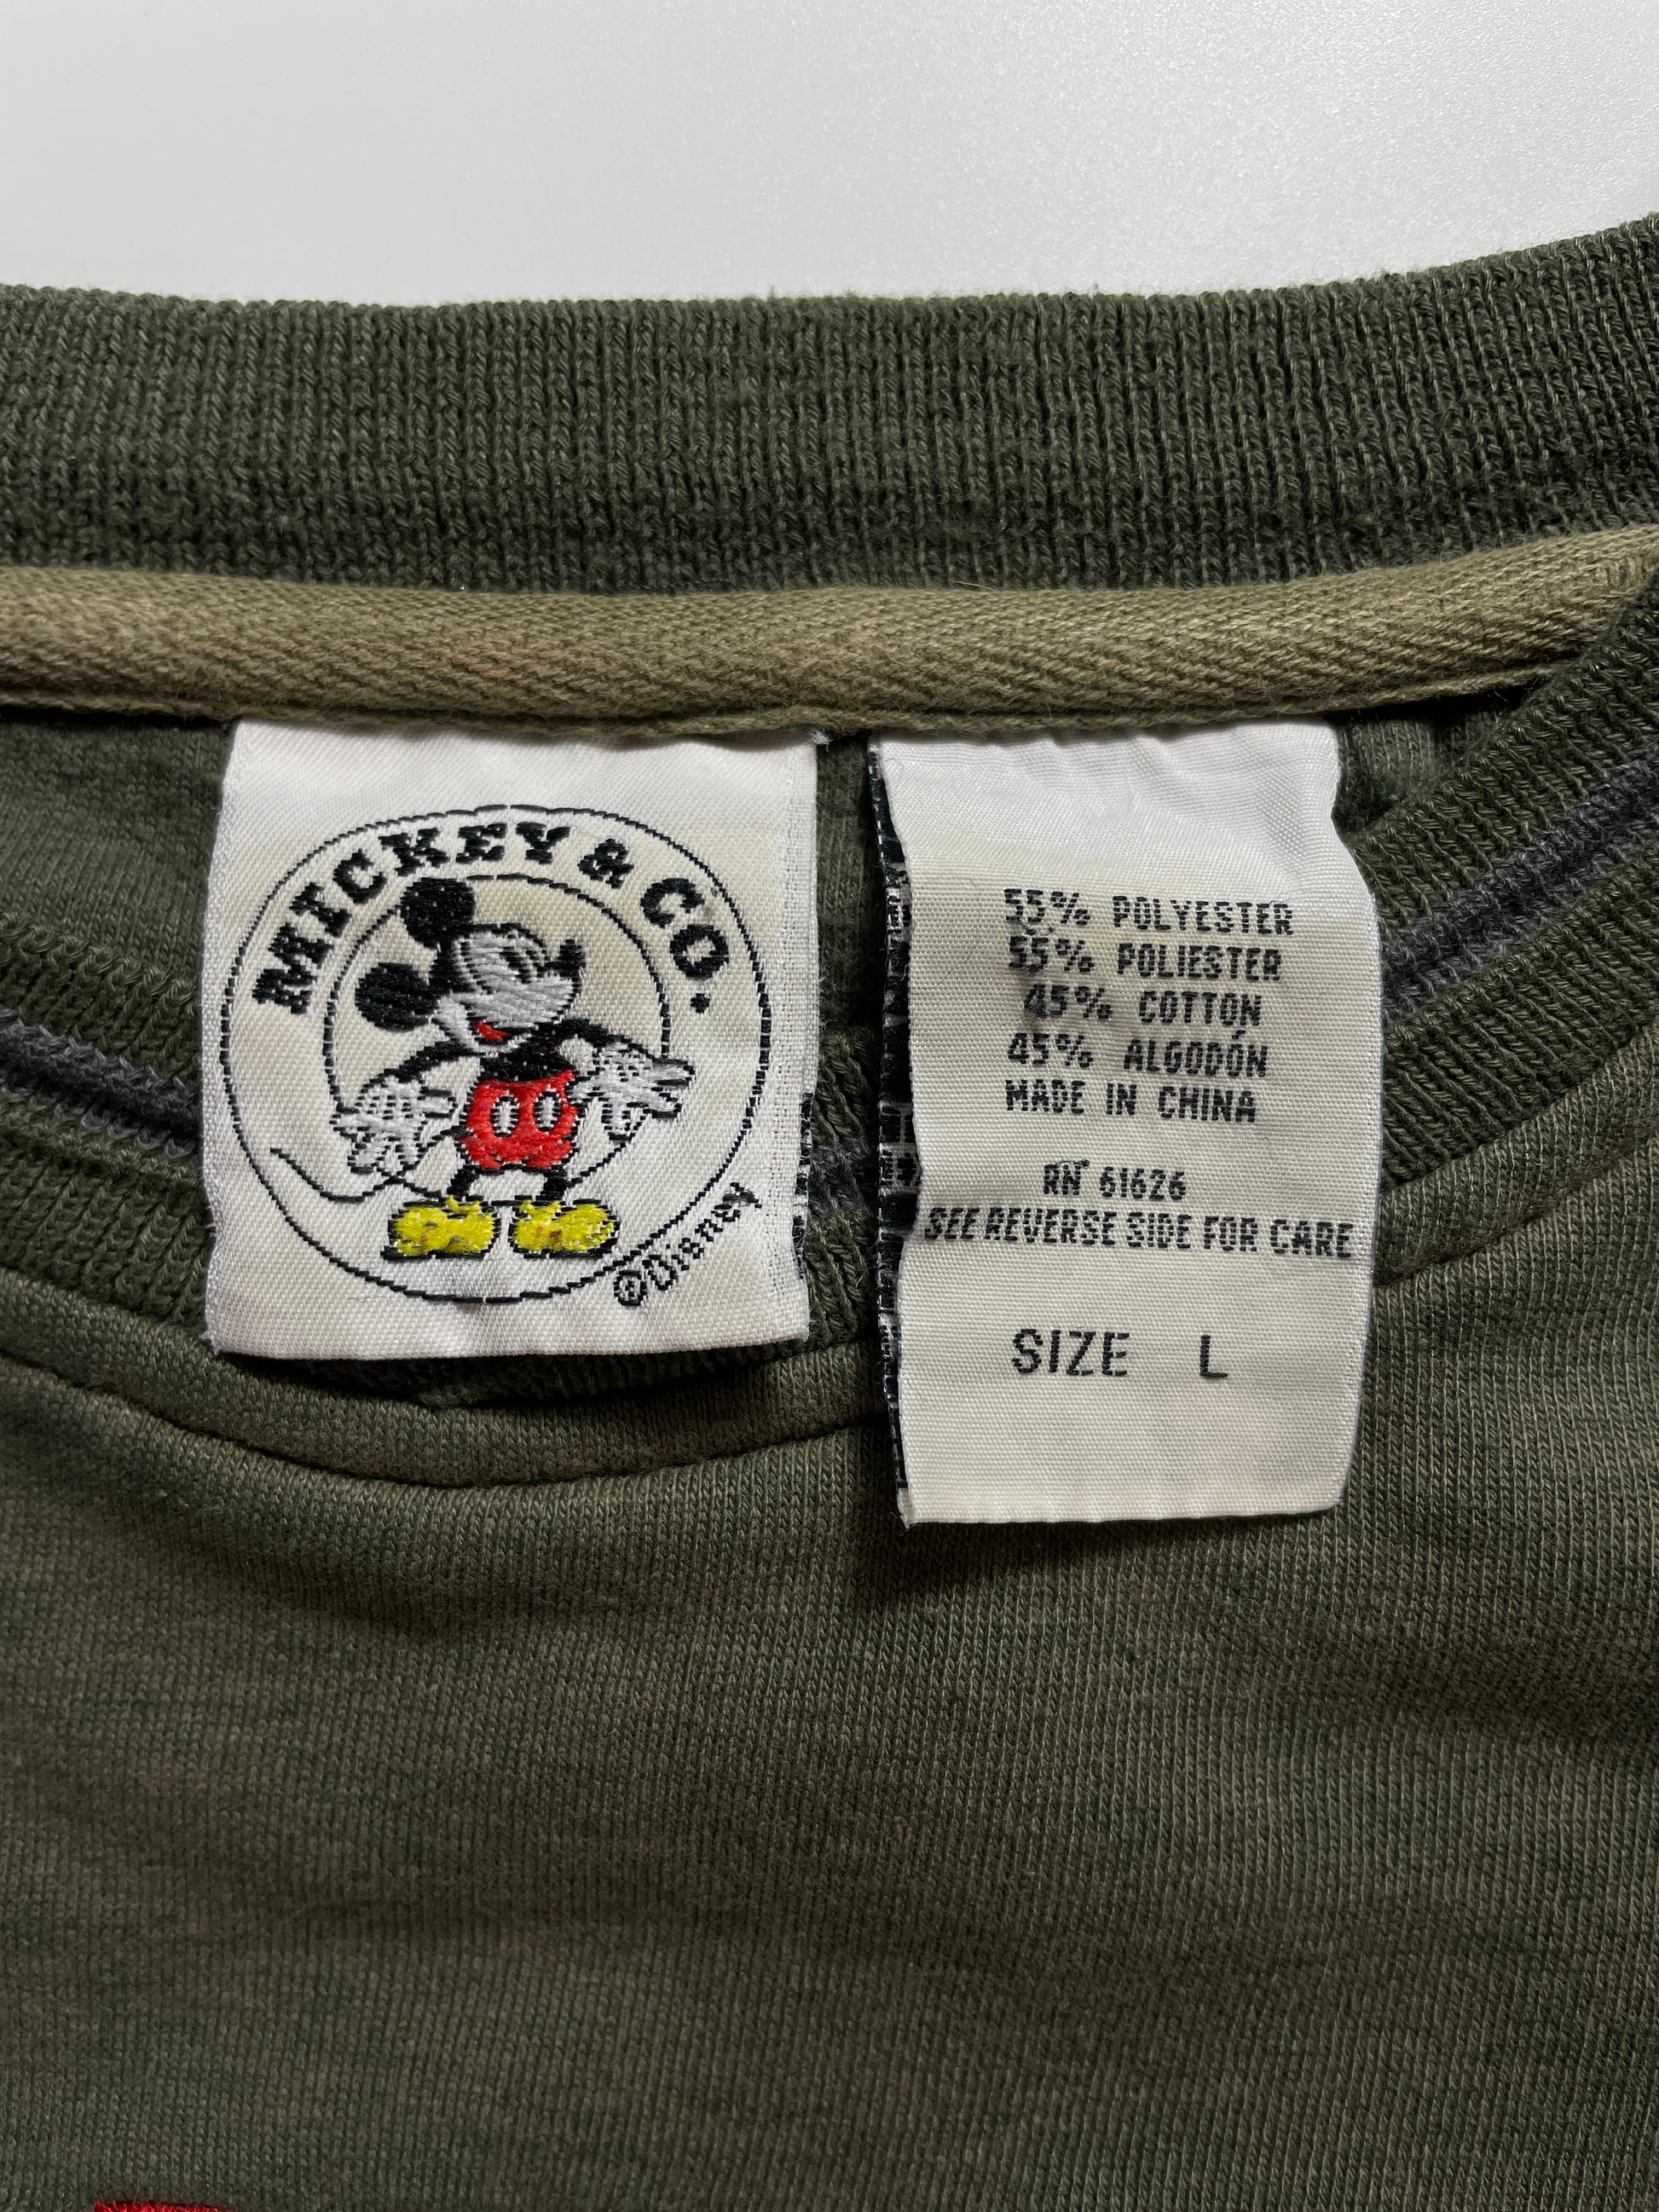 MICKEY & CO.
©Disney
55% POLYESTER
55% POLIESTER
45% COTTON
45% ALGODÓN
MADE IN CHINA
RN 61626
SEE REVERSE SIDE FOR CARE
SIZE L